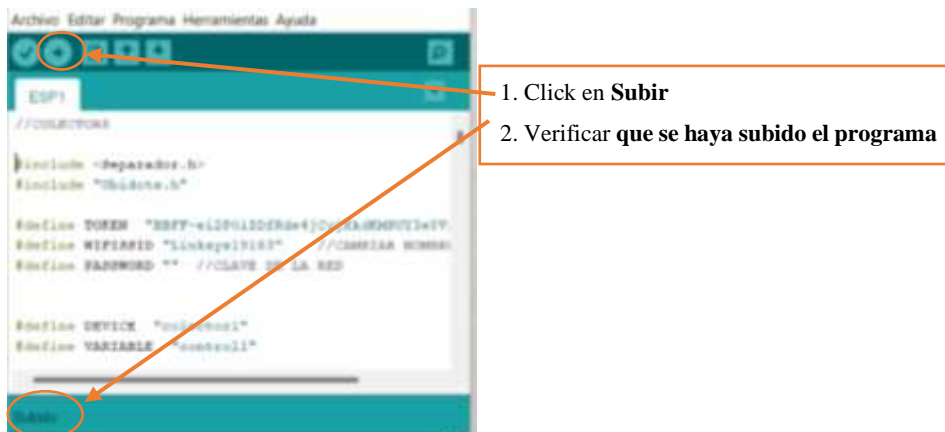 Archivo Editar Programa Herramientas Ayuda
ESP1
//COLECTORS
#include <Separador.h>
#include "Ubidots.h"
#define TOKEN
#define WIFISSID "Linksys19163" //CAMBIAR NOMBR
#define PASSWORD "" //CLAVE DE LA RED
#define DEVICE "colector1"
#define VARIABLE "control1"
Subido
1. Click en Subir
2. Verificar que se haya subido el programa